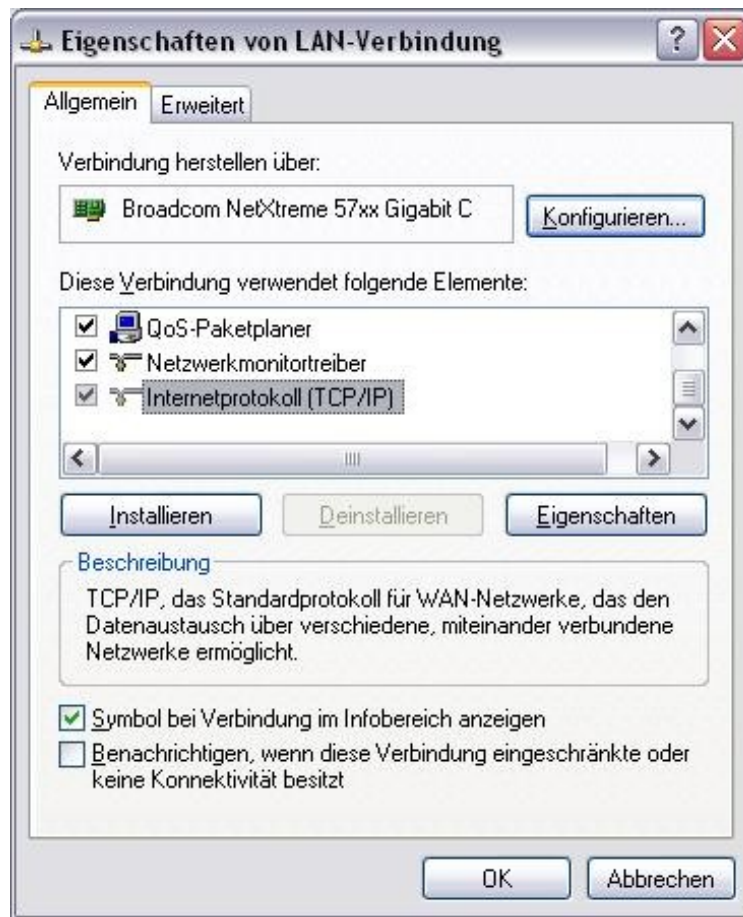 Eigenschaften von LAN-Verbindung
Allgemein
Erweitert
Verbindung herstellen über:
Broadcom NetXtreme 57xx Gigabit C
Konfigurieren...
Diese Verbindung verwendet folgende Elemente:
QoS-Paketplaner
Netzwerkmonitortreiber
Internetprotokoll (TCP/IP)
Installieren
Deinstallieren
Eigenschaften
Beschreibung
TCP/IP, das Standardprotokoll für WAN-Netzwerke, das den
Datenaustausch über verschiedene, miteinander verbundene
Netzwerke ermöglicht.
Symbol bei Verbindung im Infobereich anzeigen
Benachrichtigen, wenn diese Verbindung eingeschränkte oder
keine Konnektivität besitzt
OK
Abbrechen